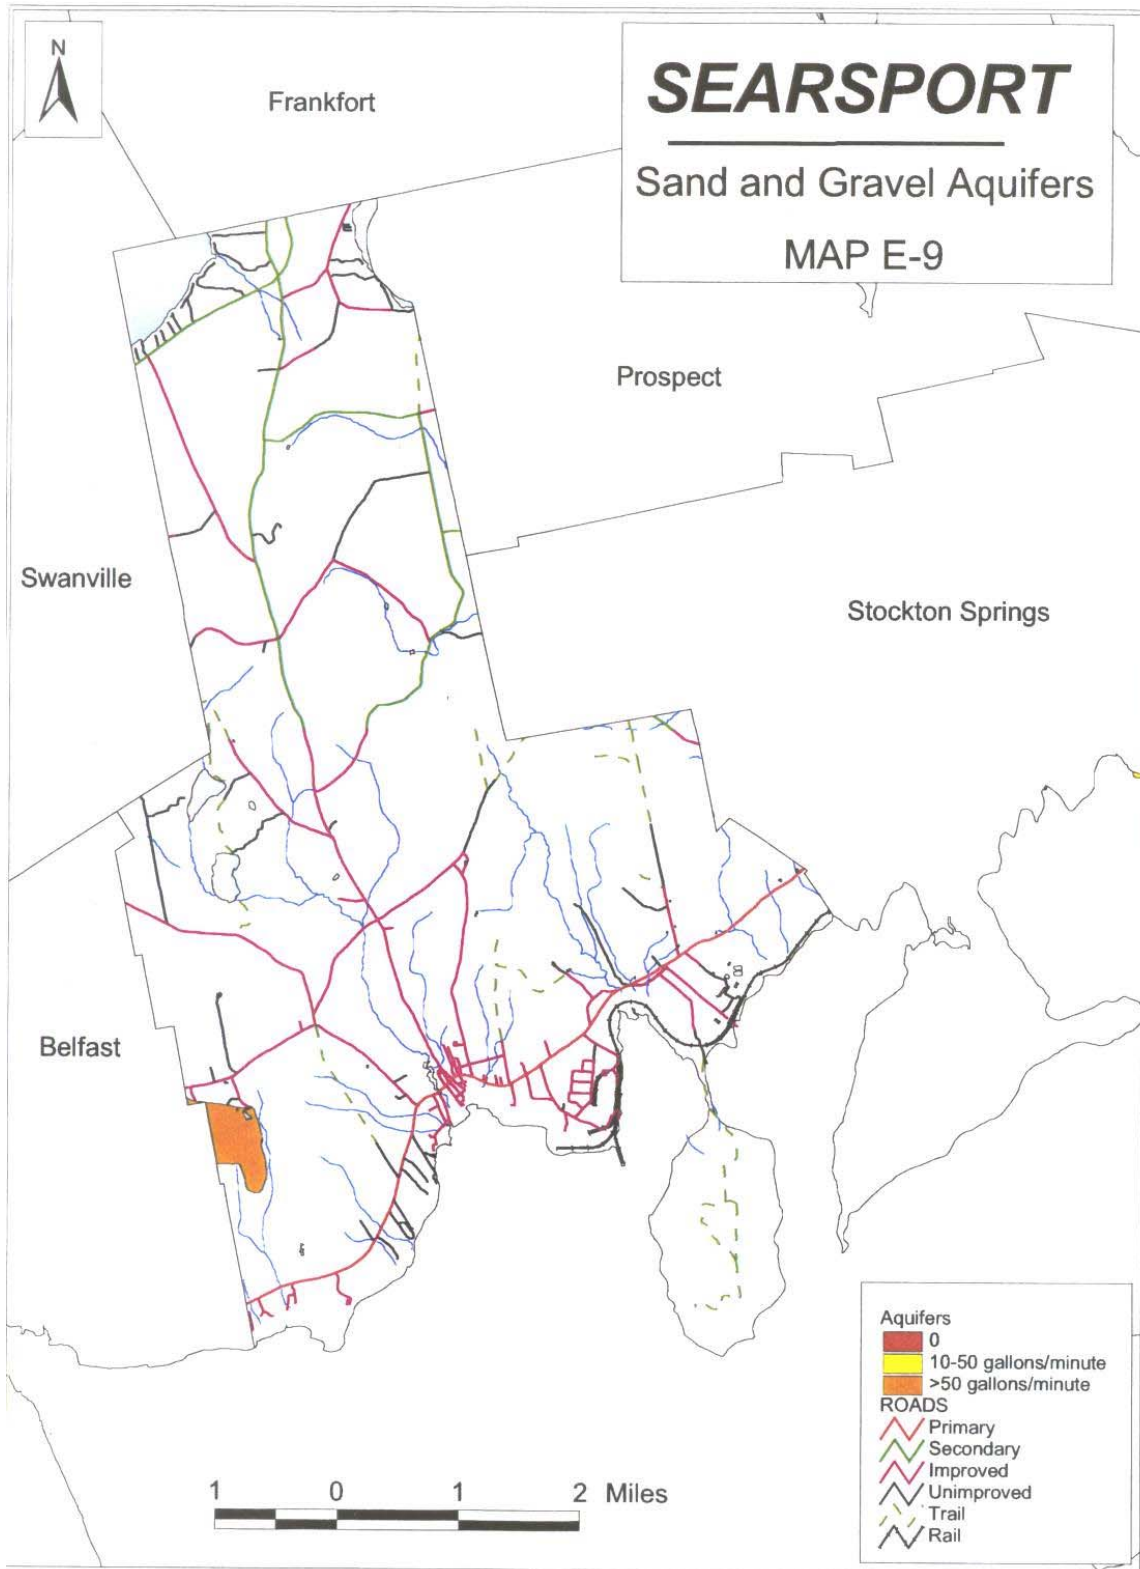 N
SEARSPORT
Sand and Gravel Aquifers
MAP E-9
Frankfort
Prospect
Swanville
Stockton Springs
Belfast
Aquifers
0
10-50 gallons/minute
>50 gallons/minute
ROADS
Primary
Secondary
Improved
Unimproved
Trail
Rail
1 0 1 2 Miles